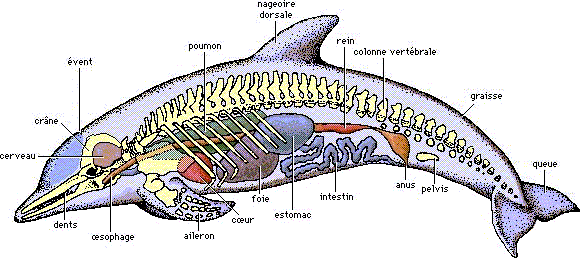 nageoire
dorsale
poumon
rein
colonne vertébrale
évent
graisse
crâne
cerveau
queue
dents
œsophage
aileron
cœur
foie
estomac
intestin
anus
pelvis